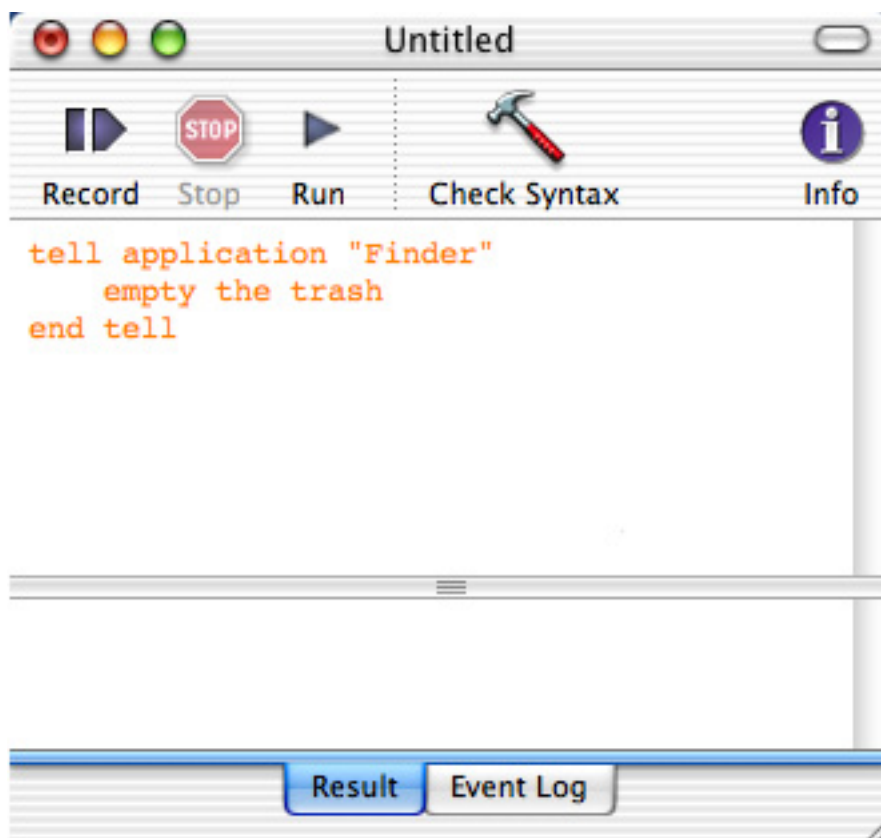 Untitled
STOP
Record Stop Run Check Syntax Info
tell application "Finder"
    empty the trash
end tell
Result Event Log